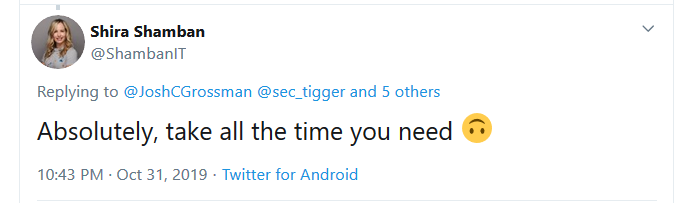 Shira Shamban
@ShambanIT
Replying to @JoshCGrossman @sec_tigger and 5 others
Absolutely, take all the time you need 🙃
10:43 PM · Oct 31, 2019 · Twitter for Android